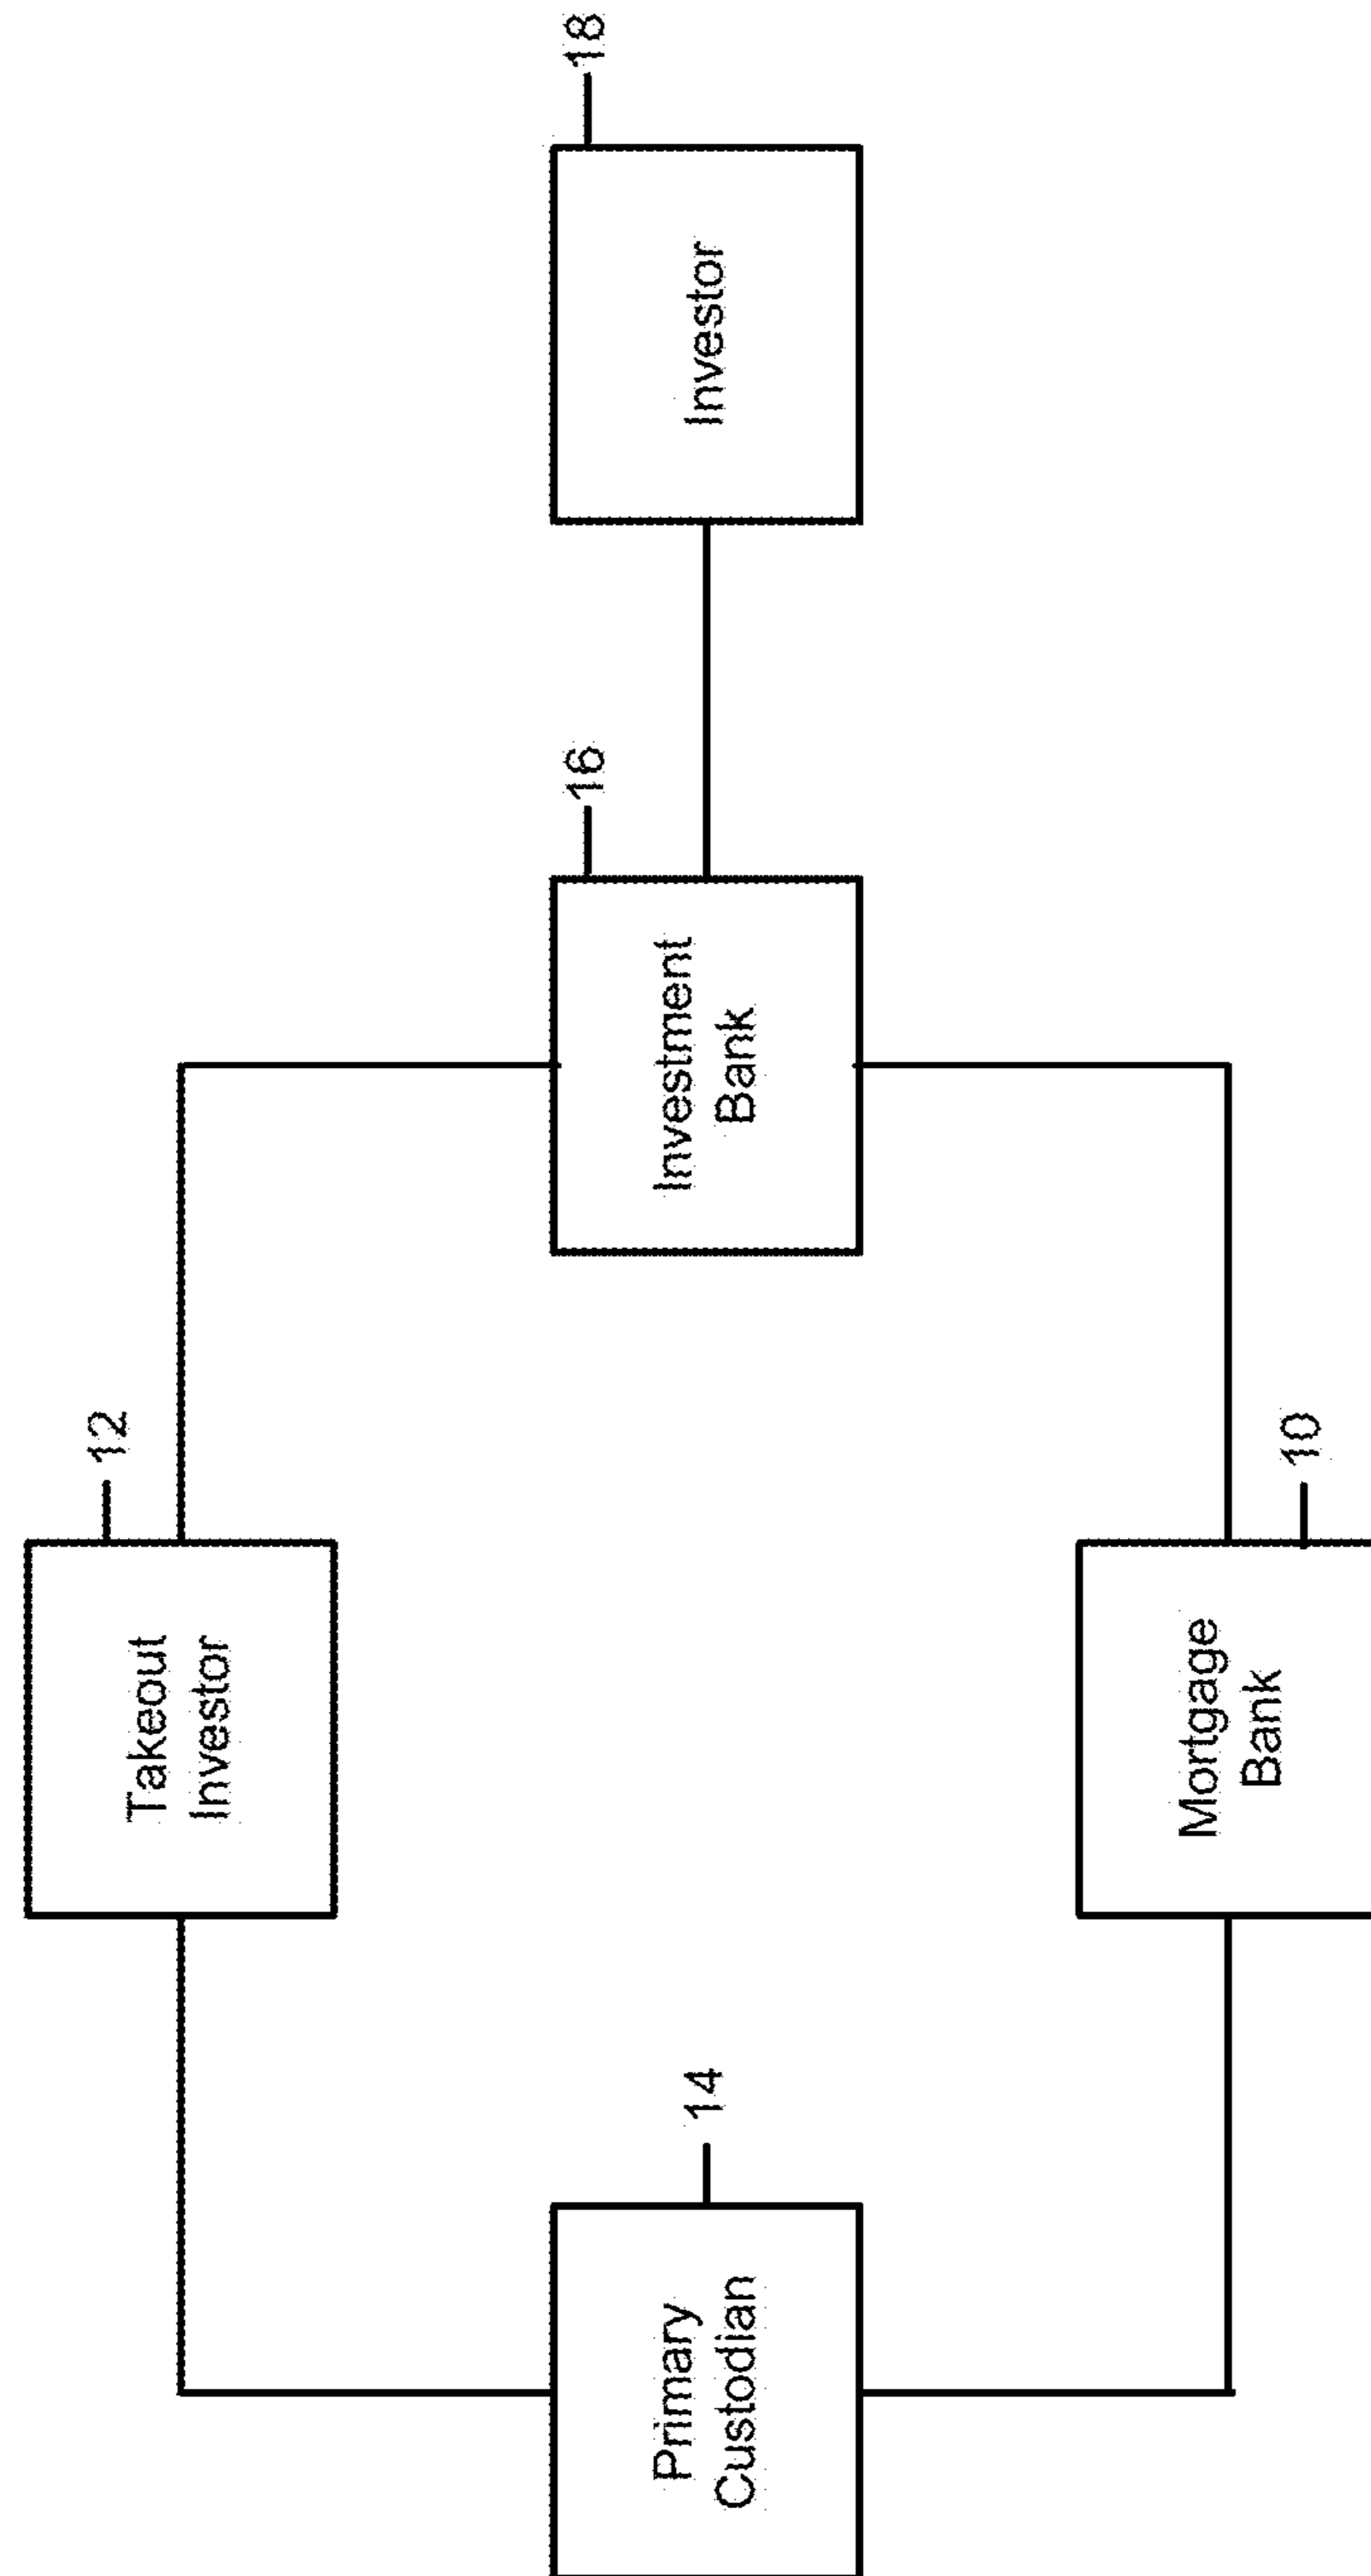 12
Takeout
Investor
18
Investor
16
Investment
Bank
14
Primary
Custodian
10
Mortgage
Bank